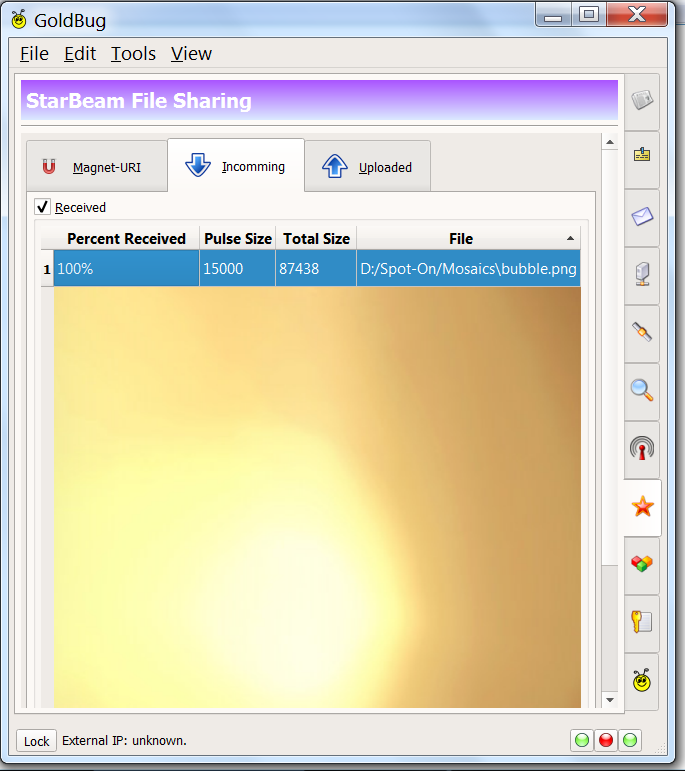 GoldBug
File Edit Tools View
StarBeam File Sharing
Magnet-URI Incomming Uploaded
Received
Percent Received Pulse Size Total Size File
1 100% 15000 87438 D:/Spot-On/Mosaics\bubble.png
Lock External IP: unknown.